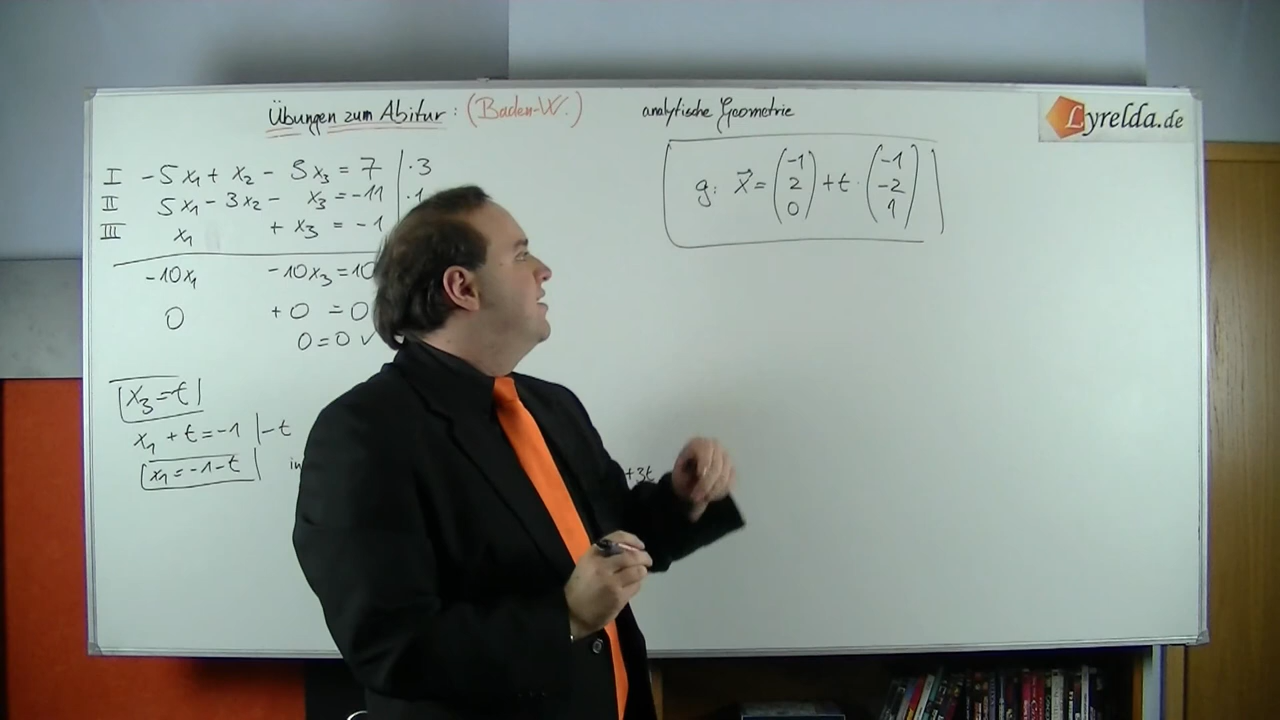 Übungen zum Abitur: (Baden-W.) analytische Geometrie
Lyrelda.de
I -5x₁ + x₂ - 5x₃ = 7 | ·3
II 5x₁ - 3x₂ - x₃ = -11 | ·1
III x₁ + x₃ = -1
-10x₁ -10x₃ = 10
0 + 0 = 0
0 = 0 ✓
x₃ = t
x₁ + t = -1 | -t
x₁ = -1 - t in
+3t
g: x⃗ = (-1 2 0) + t · (-1 -2 1)